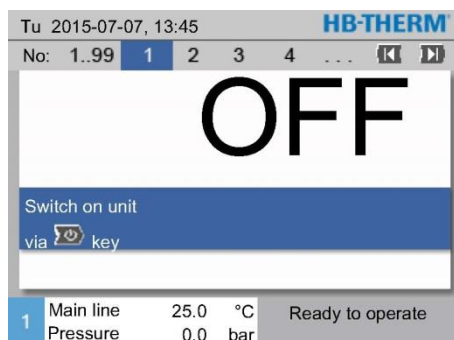 Tu 2015-07-07, 13:45 HB-THERM
No: 1..99 1 2 3 4 ...
OFF
Switch on unit
via key
1 Main line 25.0 °C Ready to operate
Pressure 0.0 bar